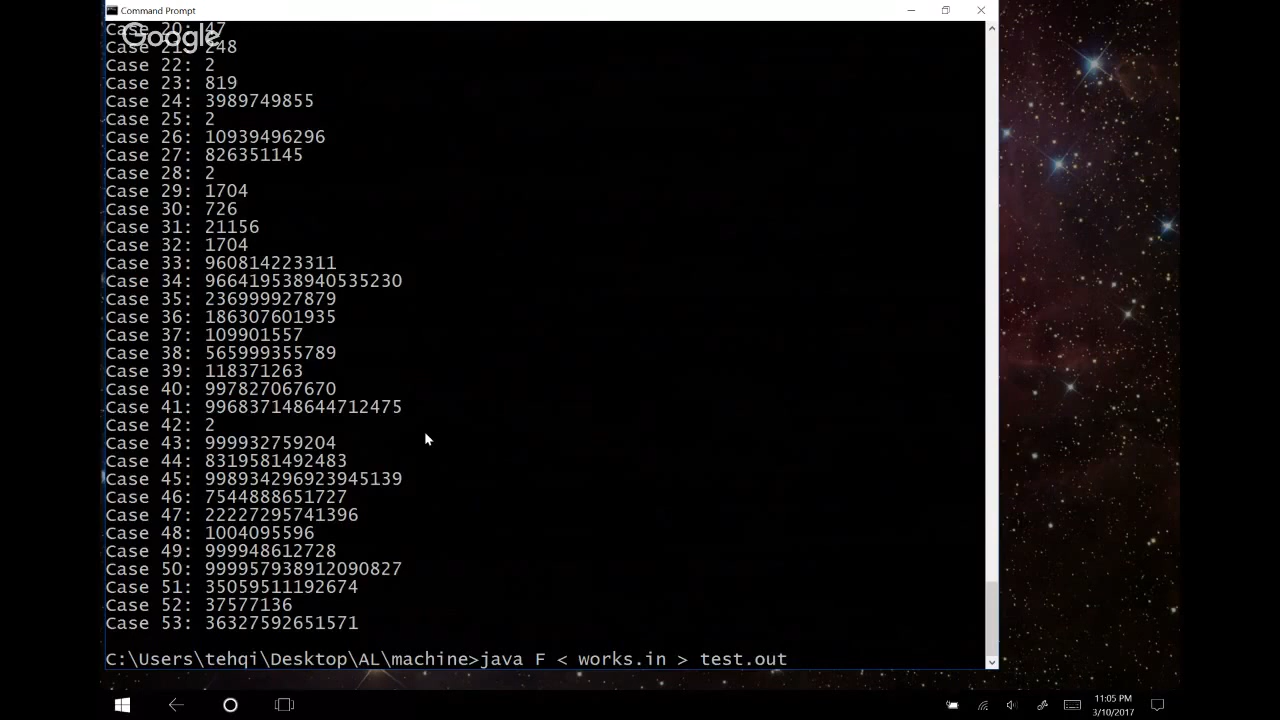 Command Prompt
Case 20: 47
Google
Case 21: 248
Case 22: 2
Case 23: 819
Case 24: 3989749855
Case 25: 2
Case 26: 10939496296
Case 27: 826351145
Case 28: 2
Case 29: 1704
Case 30: 726
Case 31: 21156
Case 32: 1704
Case 33: 960814223311
Case 34: 966419538940535230
Case 35: 236999927879
Case 36: 186307601935
Case 37: 109901557
Case 38: 565999355789
Case 39: 118371263
Case 40: 997827067670
Case 41: 996837148644712475
Case 42: 2
Case 43: 999932759204
Case 44: 8319581492483
Case 45: 998934296923945139
Case 46: 7544888651727
Case 47: 22227295741396
Case 48: 1004095596
Case 49: 999948612728
Case 50: 999957938912090827
Case 51: 35059511192674
Case 52: 37577136
Case 53: 36327592651571
C:\Users\tehqi\Desktop\AL\machine>java F < works.in > test.out
11:05 PM
3/10/2017